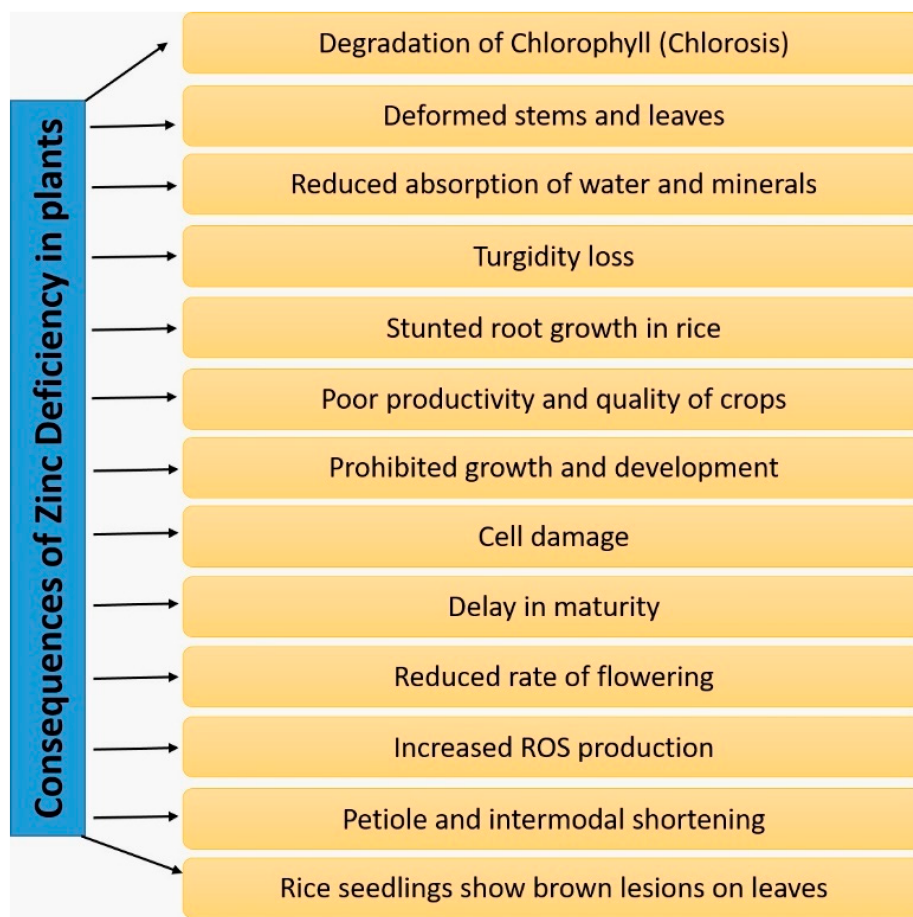 Consequences of Zinc Deficiency in plants
Degradation of Chlorophyll (Chlorosis)
Deformed stems and leaves
Reduced absorption of water and minerals
Turgidity loss
Stunted root growth in rice
Poor productivity and quality of crops
Prohibited growth and development
Cell damage
Delay in maturity
Reduced rate of flowering
Increased ROS production
Petiole and intermodal shortening
Rice seedlings show brown lesions on leaves